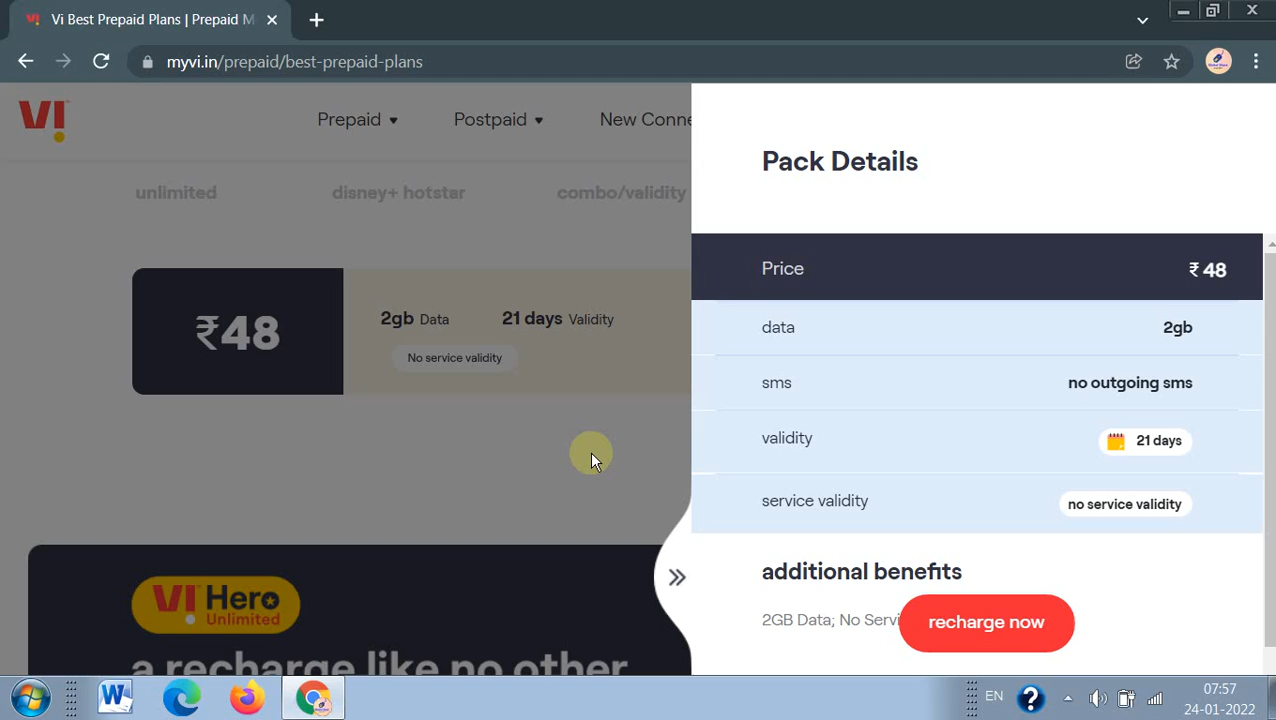 Vi Best Prepaid Plans | Prepaid M
myvi.in/prepaid/best-prepaid-plans
VI
Prepaid
Postpaid
New Conne
unlimited
disney+ hotstar
combo/validity
₹48
2gb Data
21 days Validity
No service validity
VI Hero
Unlimited
a recharge like no other
Pack Details
Price
₹ 48
data
2gb
sms
no outgoing sms
validity
21 days
service validity
no service validity
additional benefits
2GB Data; No Servi
recharge now
EN
07:57
24-01-2022